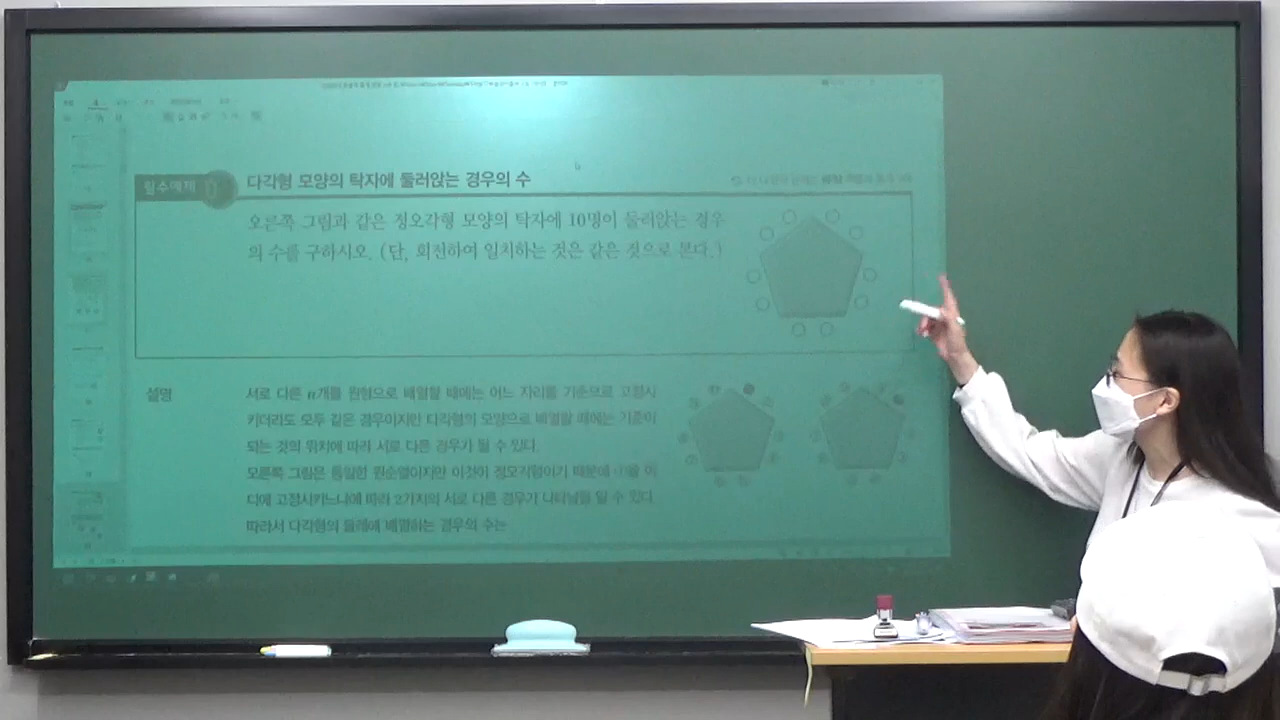 필수예제
다각형 모양의 탁자에 둘러앉는 경우의 수
오른쪽 그림과 같은 정오각형 모양의 탁자에 10명이 둘러앉는 경우
의 수를 구하시오. (단, 회전하여 일치하는 것은 같은 것으로 본다.)
설명
서로 다른 n개를 원형으로 배열할 때에는 어느 자리를 기준으로 고정시
키더라도 모두 같은 경우이지만 다각형의 모양으로 배열할 때에는 기준이
되는 것의 위치에 따라 서로 다른 경우가 될 수 있다.
오른쪽 그림은 동일한 원순열이지만 이것이 정오각형이기 때문에 을 어
디에 고정시키느냐에 따라 2가지의 서로 다른 경우가 나타남을 알 수 있다.
따라서 다각형의 둘레에 배열하는 경우의 수는